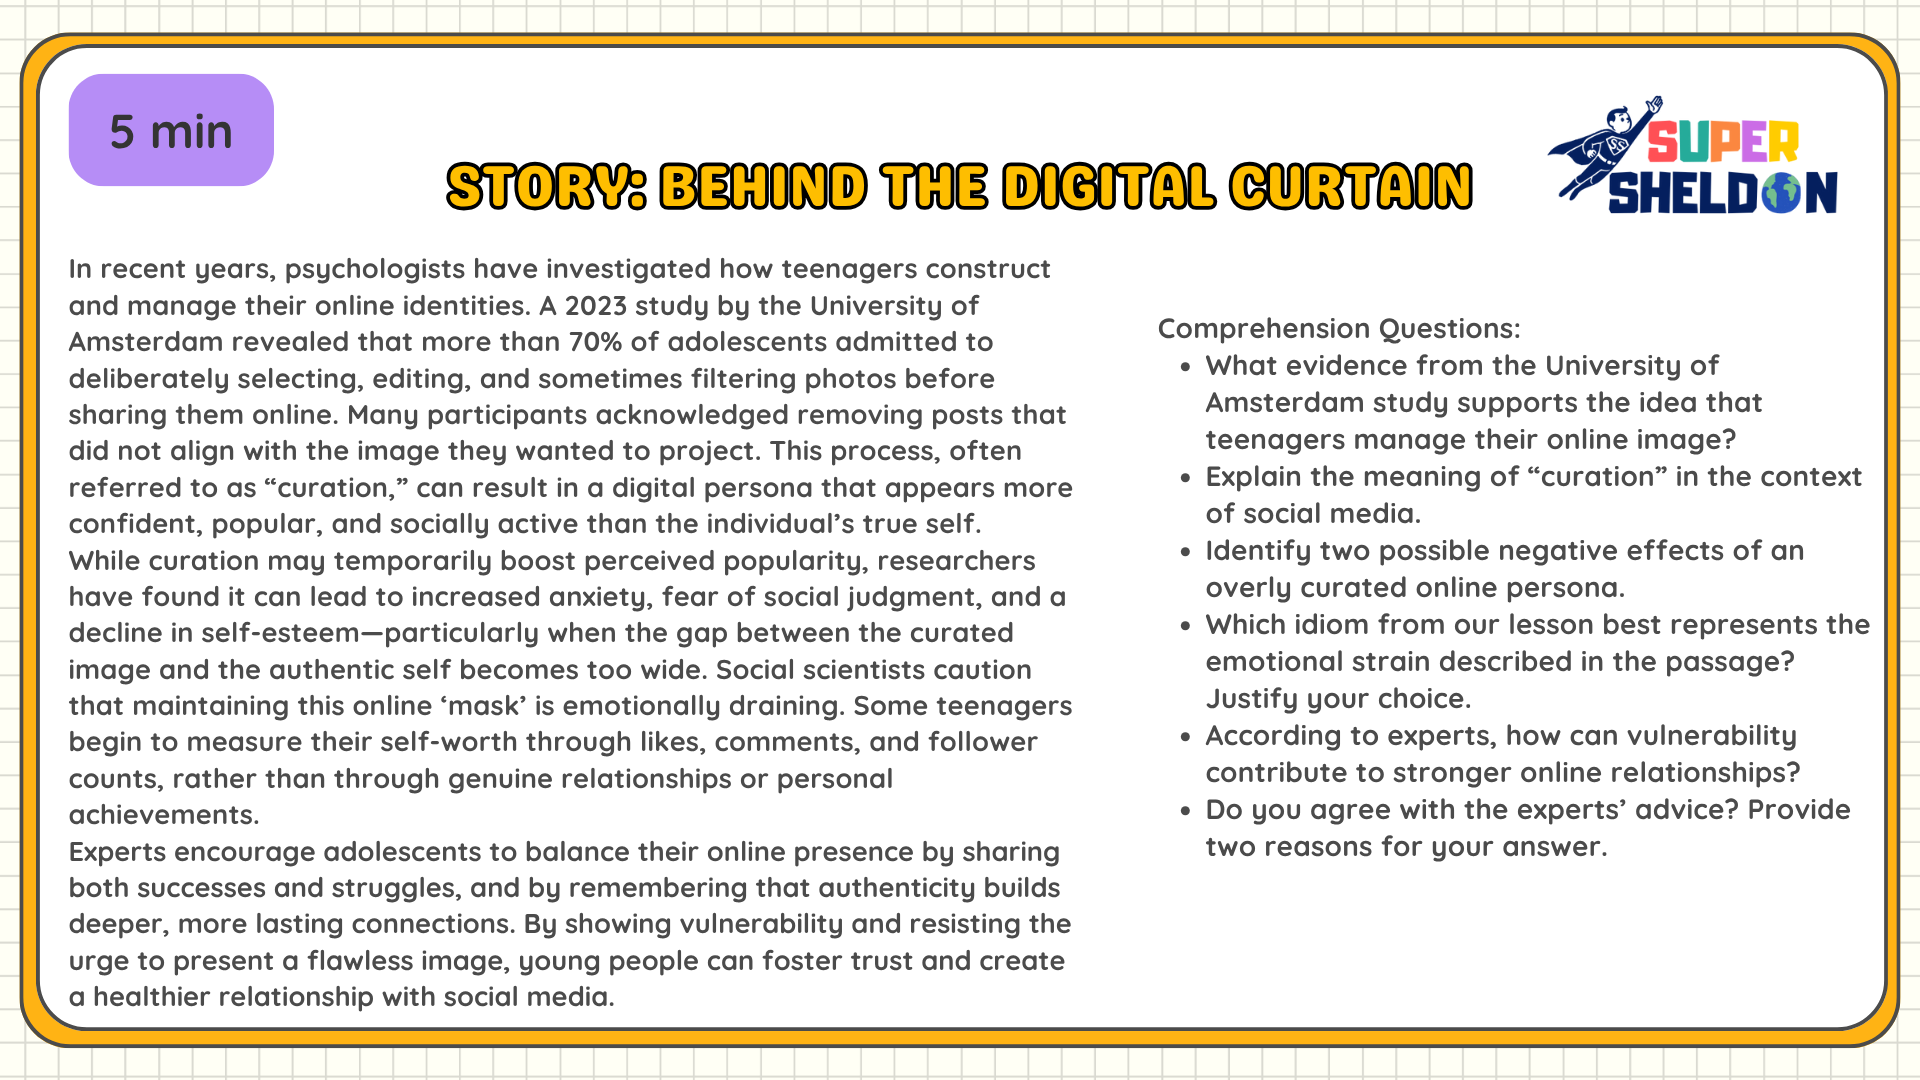 5 min
SUPER
SHELDON
STORY: BEHIND THE DIGITAL CURTAIN
In recent years, psychologists have investigated how teenagers construct
and manage their online identities. A 2023 study by the University of
Amsterdam revealed that more than 70% of adolescents admitted to
deliberately selecting, editing, and sometimes filtering photos before
sharing them online. Many participants acknowledged removing posts that
did not align with the image they wanted to project. This process, often
referred to as “curation,” can result in a digital persona that appears more
confident, popular, and socially active than the individual’s true self.
While curation may temporarily boost perceived popularity, researchers
have found it can lead to increased anxiety, fear of social judgment, and a
decline in self-esteem—particularly when the gap between the curated
image and the authentic self becomes too wide. Social scientists caution
that maintaining this online ‘mask’ is emotionally draining. Some teenagers
begin to measure their self-worth through likes, comments, and follower
counts, rather than through genuine relationships or personal
achievements.
Experts encourage adolescents to balance their online presence by sharing
both successes and struggles, and by remembering that authenticity builds
deeper, more lasting connections. By showing vulnerability and resisting the
urge to present a flawless image, young people can foster trust and create
a healthier relationship with social media.
Comprehension Questions:
• What evidence from the University of
Amsterdam study supports the idea that
teenagers manage their online image?
• Explain the meaning of “curation” in the context
of social media.
• Identify two possible negative effects of an
overly curated online persona.
• Which idiom from our lesson best represents the
emotional strain described in the passage?
Justify your choice.
• According to experts, how can vulnerability
contribute to stronger online relationships?
• Do you agree with the experts’ advice? Provide
two reasons for your answer.